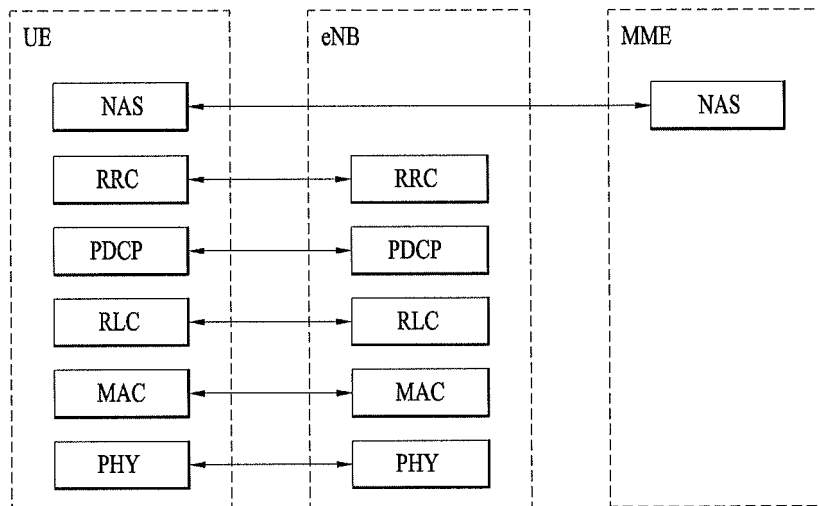 UE eNB MME
NAS NAS
RRC RRC
PDCP PDCP
RLC RLC
MAC MAC
PHY PHY